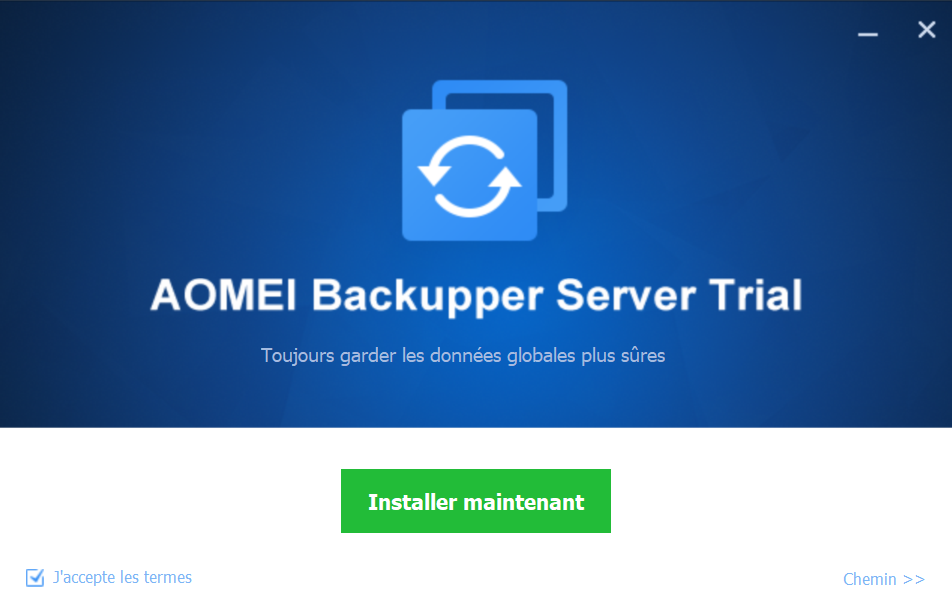 AOMEI Backupper Server Trial
Toujours garder les données globales plus sûres
Installer maintenant
J'accepte les termes
Chemin >>